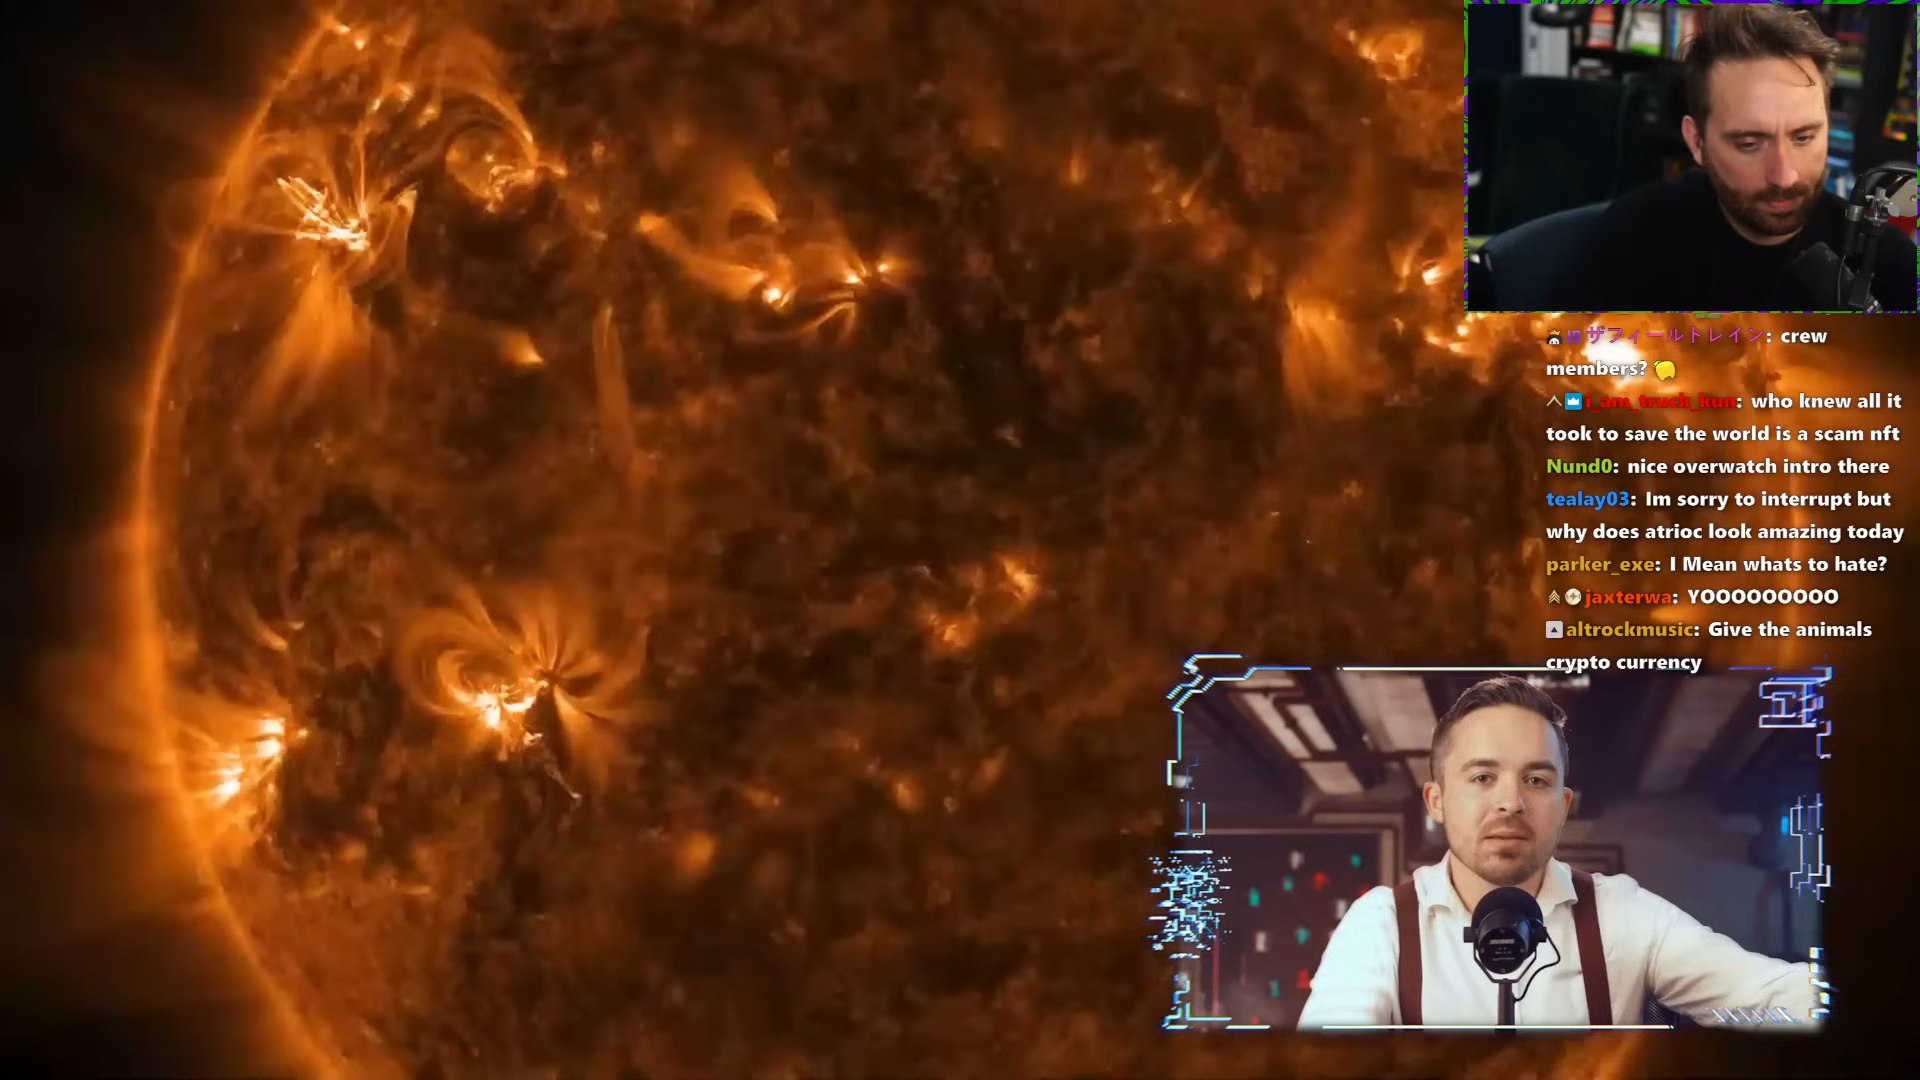 ザフィールトレイン: crew
members?
i_am_truck_kun: who knew all it
took to save the world is a scam nft
Nund0: nice overwatch intro there
tealay03: Im sorry to interrupt but
why does atrioc look amazing today
parker_exe: I Mean whats to hate?
jaxterwa: YOOOOOOOOO
altrockmusic: Give the animals
crypto currency